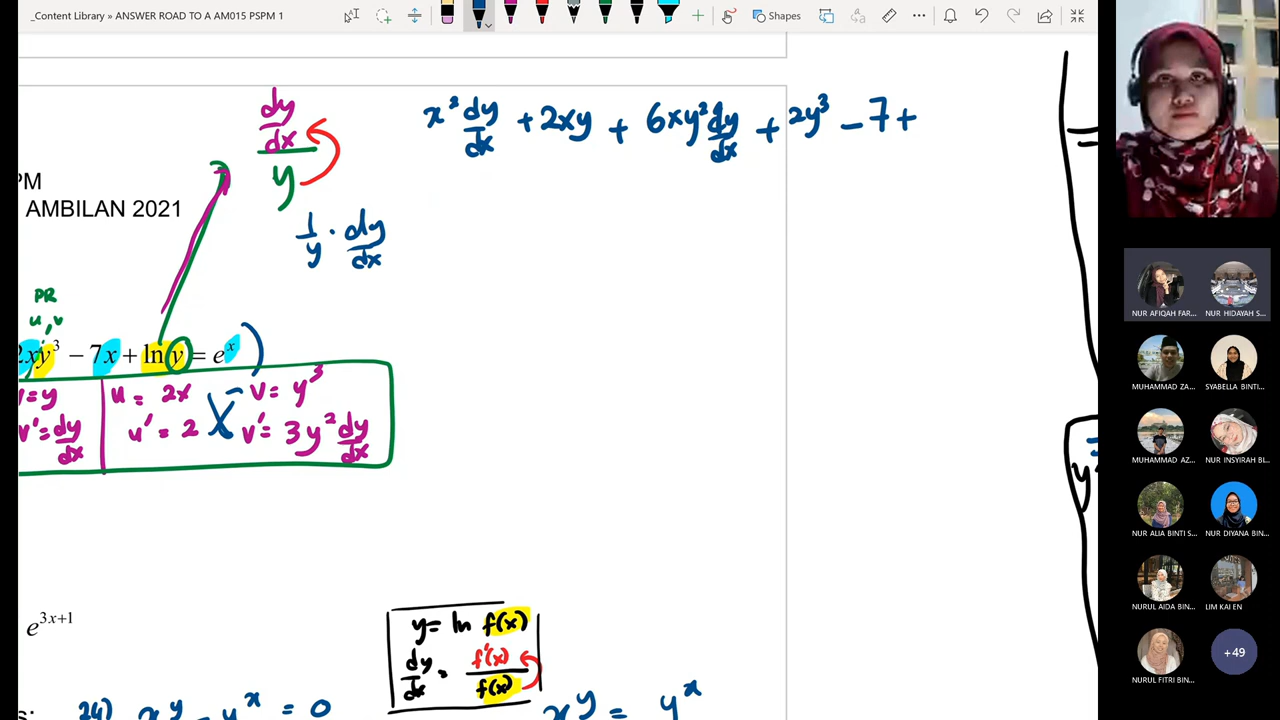 _Content Library » ANSWER ROAD TO A AM015 PSPM 1
Shapes
dy/dx
y
x² dy/dx + 2xy + 6xy² dy/dx + 2y³ - 7 +
PM
AMBILAN 2021
1/y · dy/dx
PR
u, v
2xy³ − 7x + ln y = eˣ
v = y
v' = dy/dx
u = 2x
u' = 2
v = y³
v' = 3y² dy/dx
e³ˣ⁺¹
y = ln f(x)
dy/dx = f'(x)/f(x)
24) xʸ - yˣ = 0
xʸ = yˣ
NUR AFIQAH FAR...
NUR HIDAYAH S...
MUHAMMAD ZA...
SYABELLA BINTI...
MUHAMMAD AZ...
NUR INSYIRAH BI...
NUR ALIA BINTI S...
NUR DIYANA BIN...
NURUL AIDA BIN...
LIM KAI EN
NURUL FITRI BIN...
+49